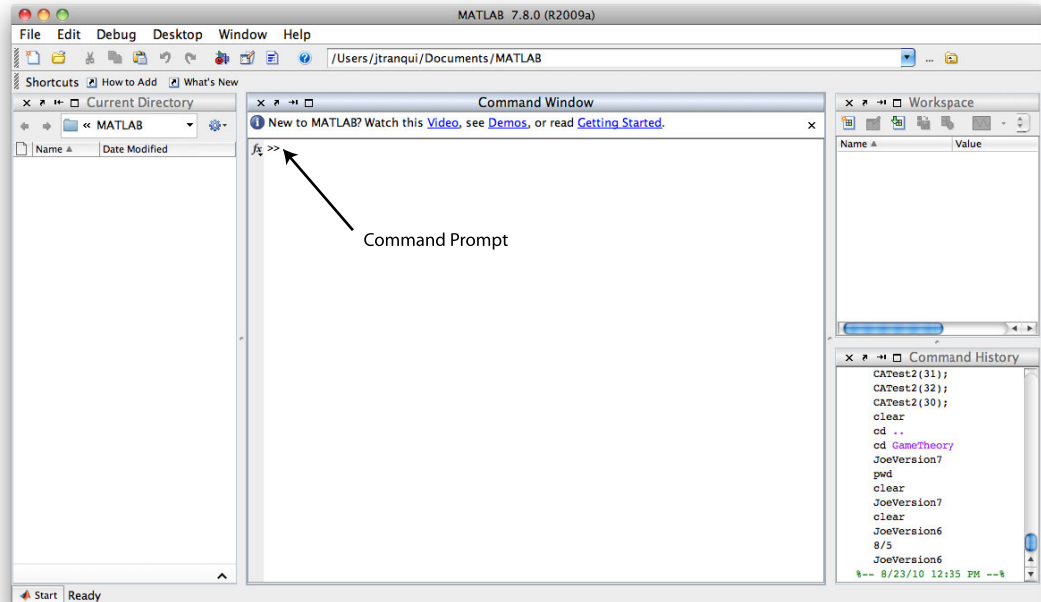 MATLAB 7.8.0 (R2009a)
File Edit Debug Desktop Window Help
/Users/jtranqui/Documents/MATLAB ...
Shortcuts How to Add What's New
Current Directory
« MATLAB
Name Date Modified
Command Window
New to MATLAB? Watch this Video, see Demos, or read Getting Started.
fx >>
Command Prompt
Workspace
Name Value
Command History
CATest2(31);
CATest2(32);
CATest2(30);
clear
cd ..
cd GameTheory
JoeVersion7
pwd
clear
JoeVersion7
clear
JoeVersion6
8/5
JoeVersion6
%-- 8/23/10 12:35 PM --%
Start Ready